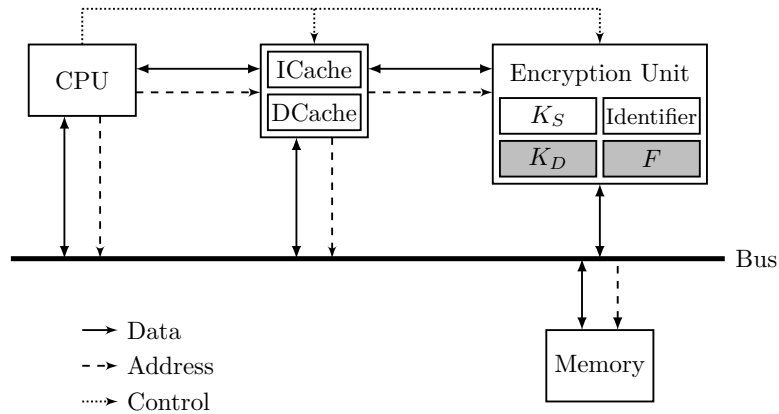 CPU
ICache
DCache
Encryption Unit
K_S
Identifier
K_D
F
Bus
Memory
Data
Address
Control